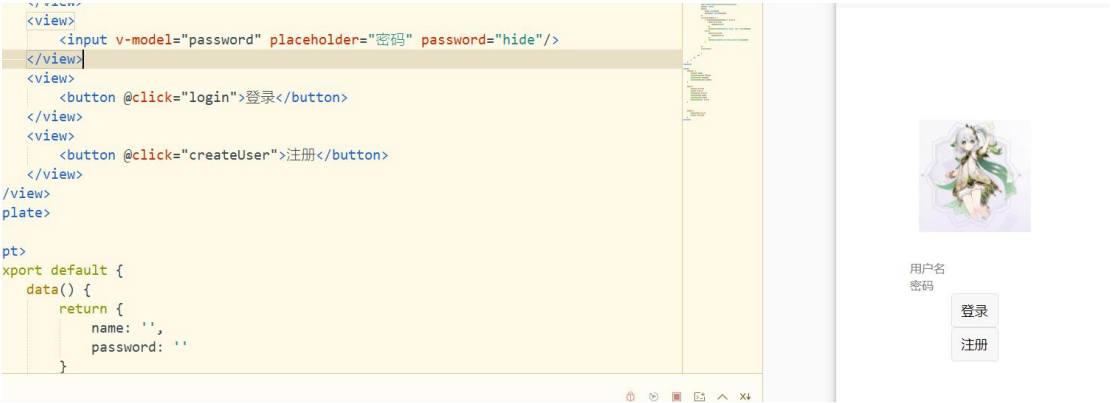 </view>
<view>
<input v-model="password" placeholder="密码" password="hide"/>
</view>
<view>
<button @click="login">登录</button>
</view>
<view>
<button @click="createUser">注册</button>
</view>
/view>
plate>
pt>
xport default {
data() {
return {
name: '',
password: ''
}
用户名
密码
登录
注册